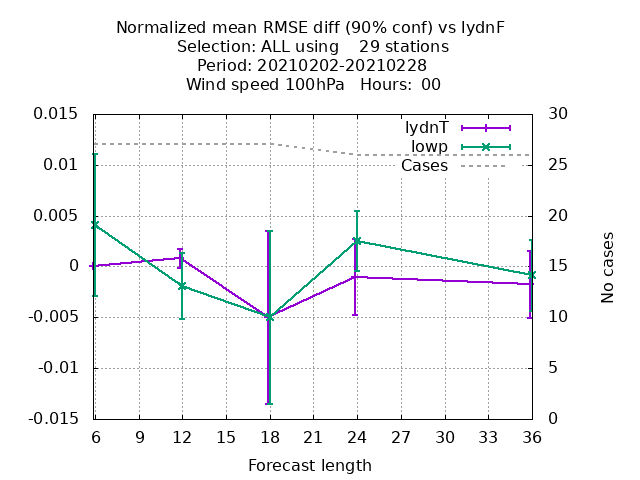 Normalized mean RMSE diff (90% conf) vs lydnF
Selection: ALL using 29 stations
Period: 20210202-20210228
Wind speed 100hPa Hours: 00
lydnT
lowp
Cases
0.015
0.01
0.005
0
-0.005
-0.01
-0.015
30
25
20
15
10
5
0
No cases
6 9 12 15 18 21 24 27 30 33 36
Forecast length